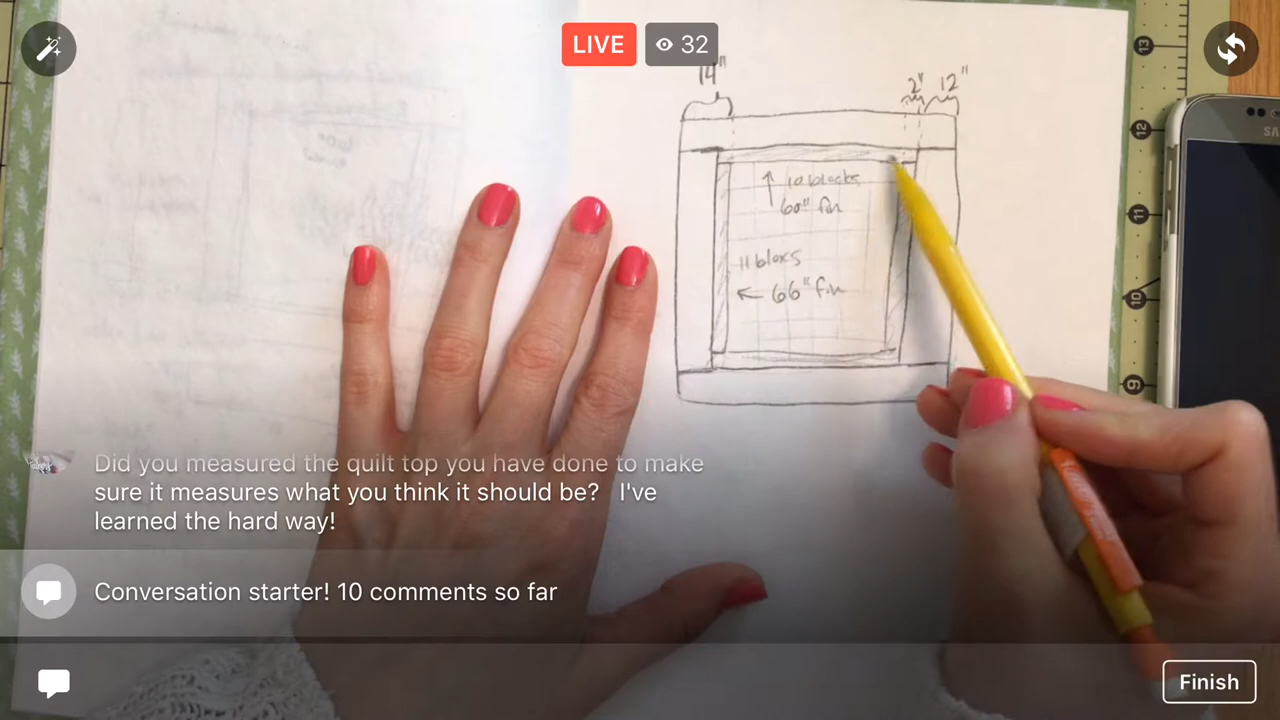 LIVE
32
14"
2"
12"
10 blocks
60" fin
11 blocs
66" fin
13
12
11
10
9
SA
Did you measured the quilt top you have done to make
sure it measures what you think it should be? I've
learned the hard way!
Conversation starter! 10 comments so far
Finish